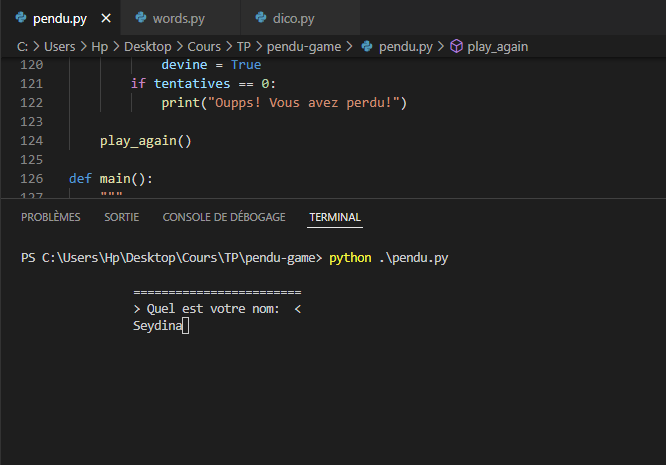 pendu.py × words.py dico.py
C: > Users > Hp > Desktop > Cours > TP > pendu-game > pendu.py > play_again
120 devine = True
121 if tentatives == 0:
122 print("Oupps! Vous avez perdu!")
123
124 play_again()
125
126 def main():
127 """
PROBLÈMES SORTIE CONSOLE DE DÉBOGAGE TERMINAL
PS C:\Users\Hp\Desktop\Cours\TP\pendu-game> python .\pendu.py
========================
> Quel est votre nom: <
Seydina